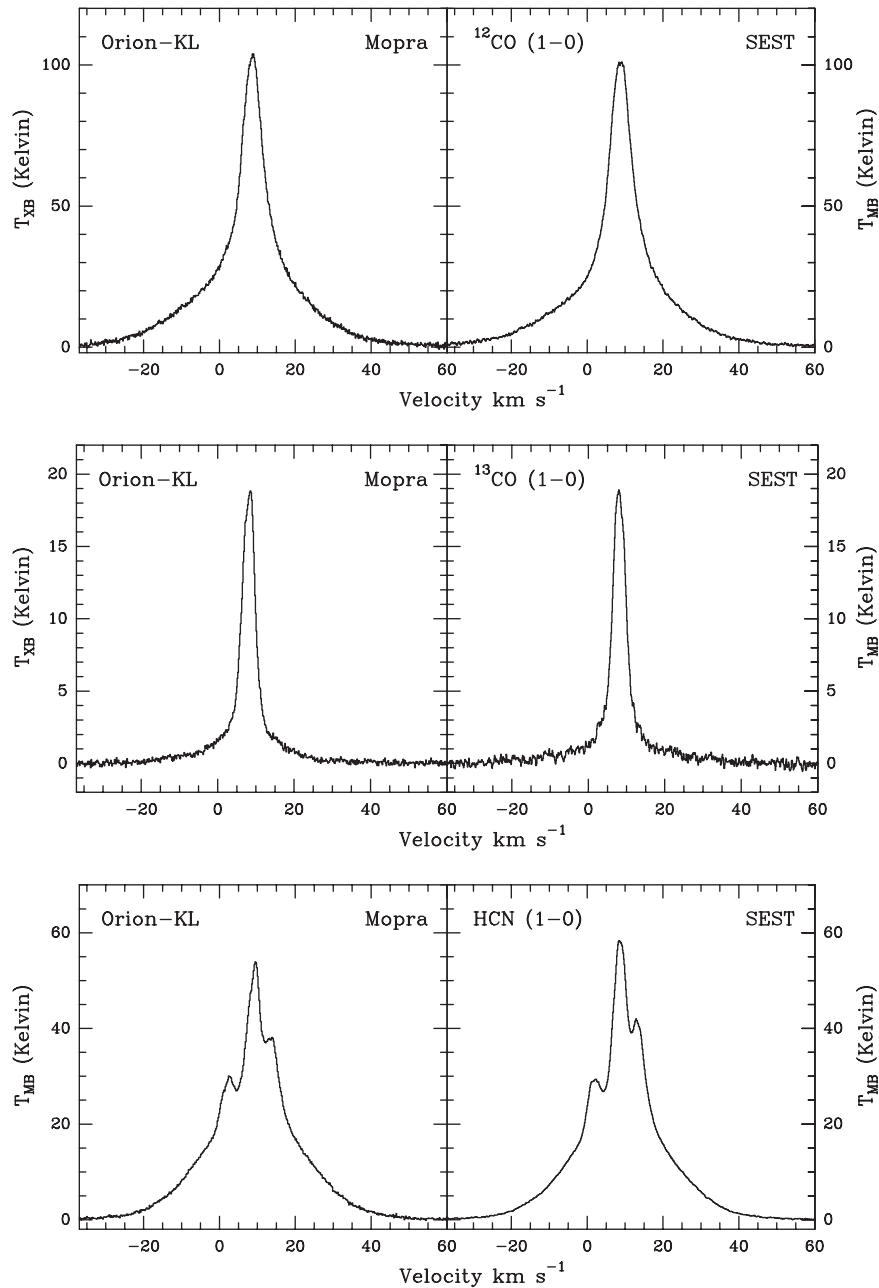 Orion−KL Mopra
¹²CO (1−0) SEST
T_XB (Kelvin)
100
50
0
−20 0 20 40 60
−20 0 20 40 60
100
50
0
T_MB (Kelvin)
Velocity km s⁻¹
Orion−KL Mopra
¹³CO (1−0) SEST
T_XB (Kelvin)
20
15
10
5
0
−20 0 20 40 60
−20 0 20 40 60
20
15
10
5
0
T_MB (Kelvin)
Velocity km s⁻¹
Orion−KL Mopra
HCN (1−0) SEST
T_MB (Kelvin)
60
40
20
0
−20 0 20 40 60
−20 0 20 40 60
60
40
20
0
T_MB (Kelvin)
Velocity km s⁻¹